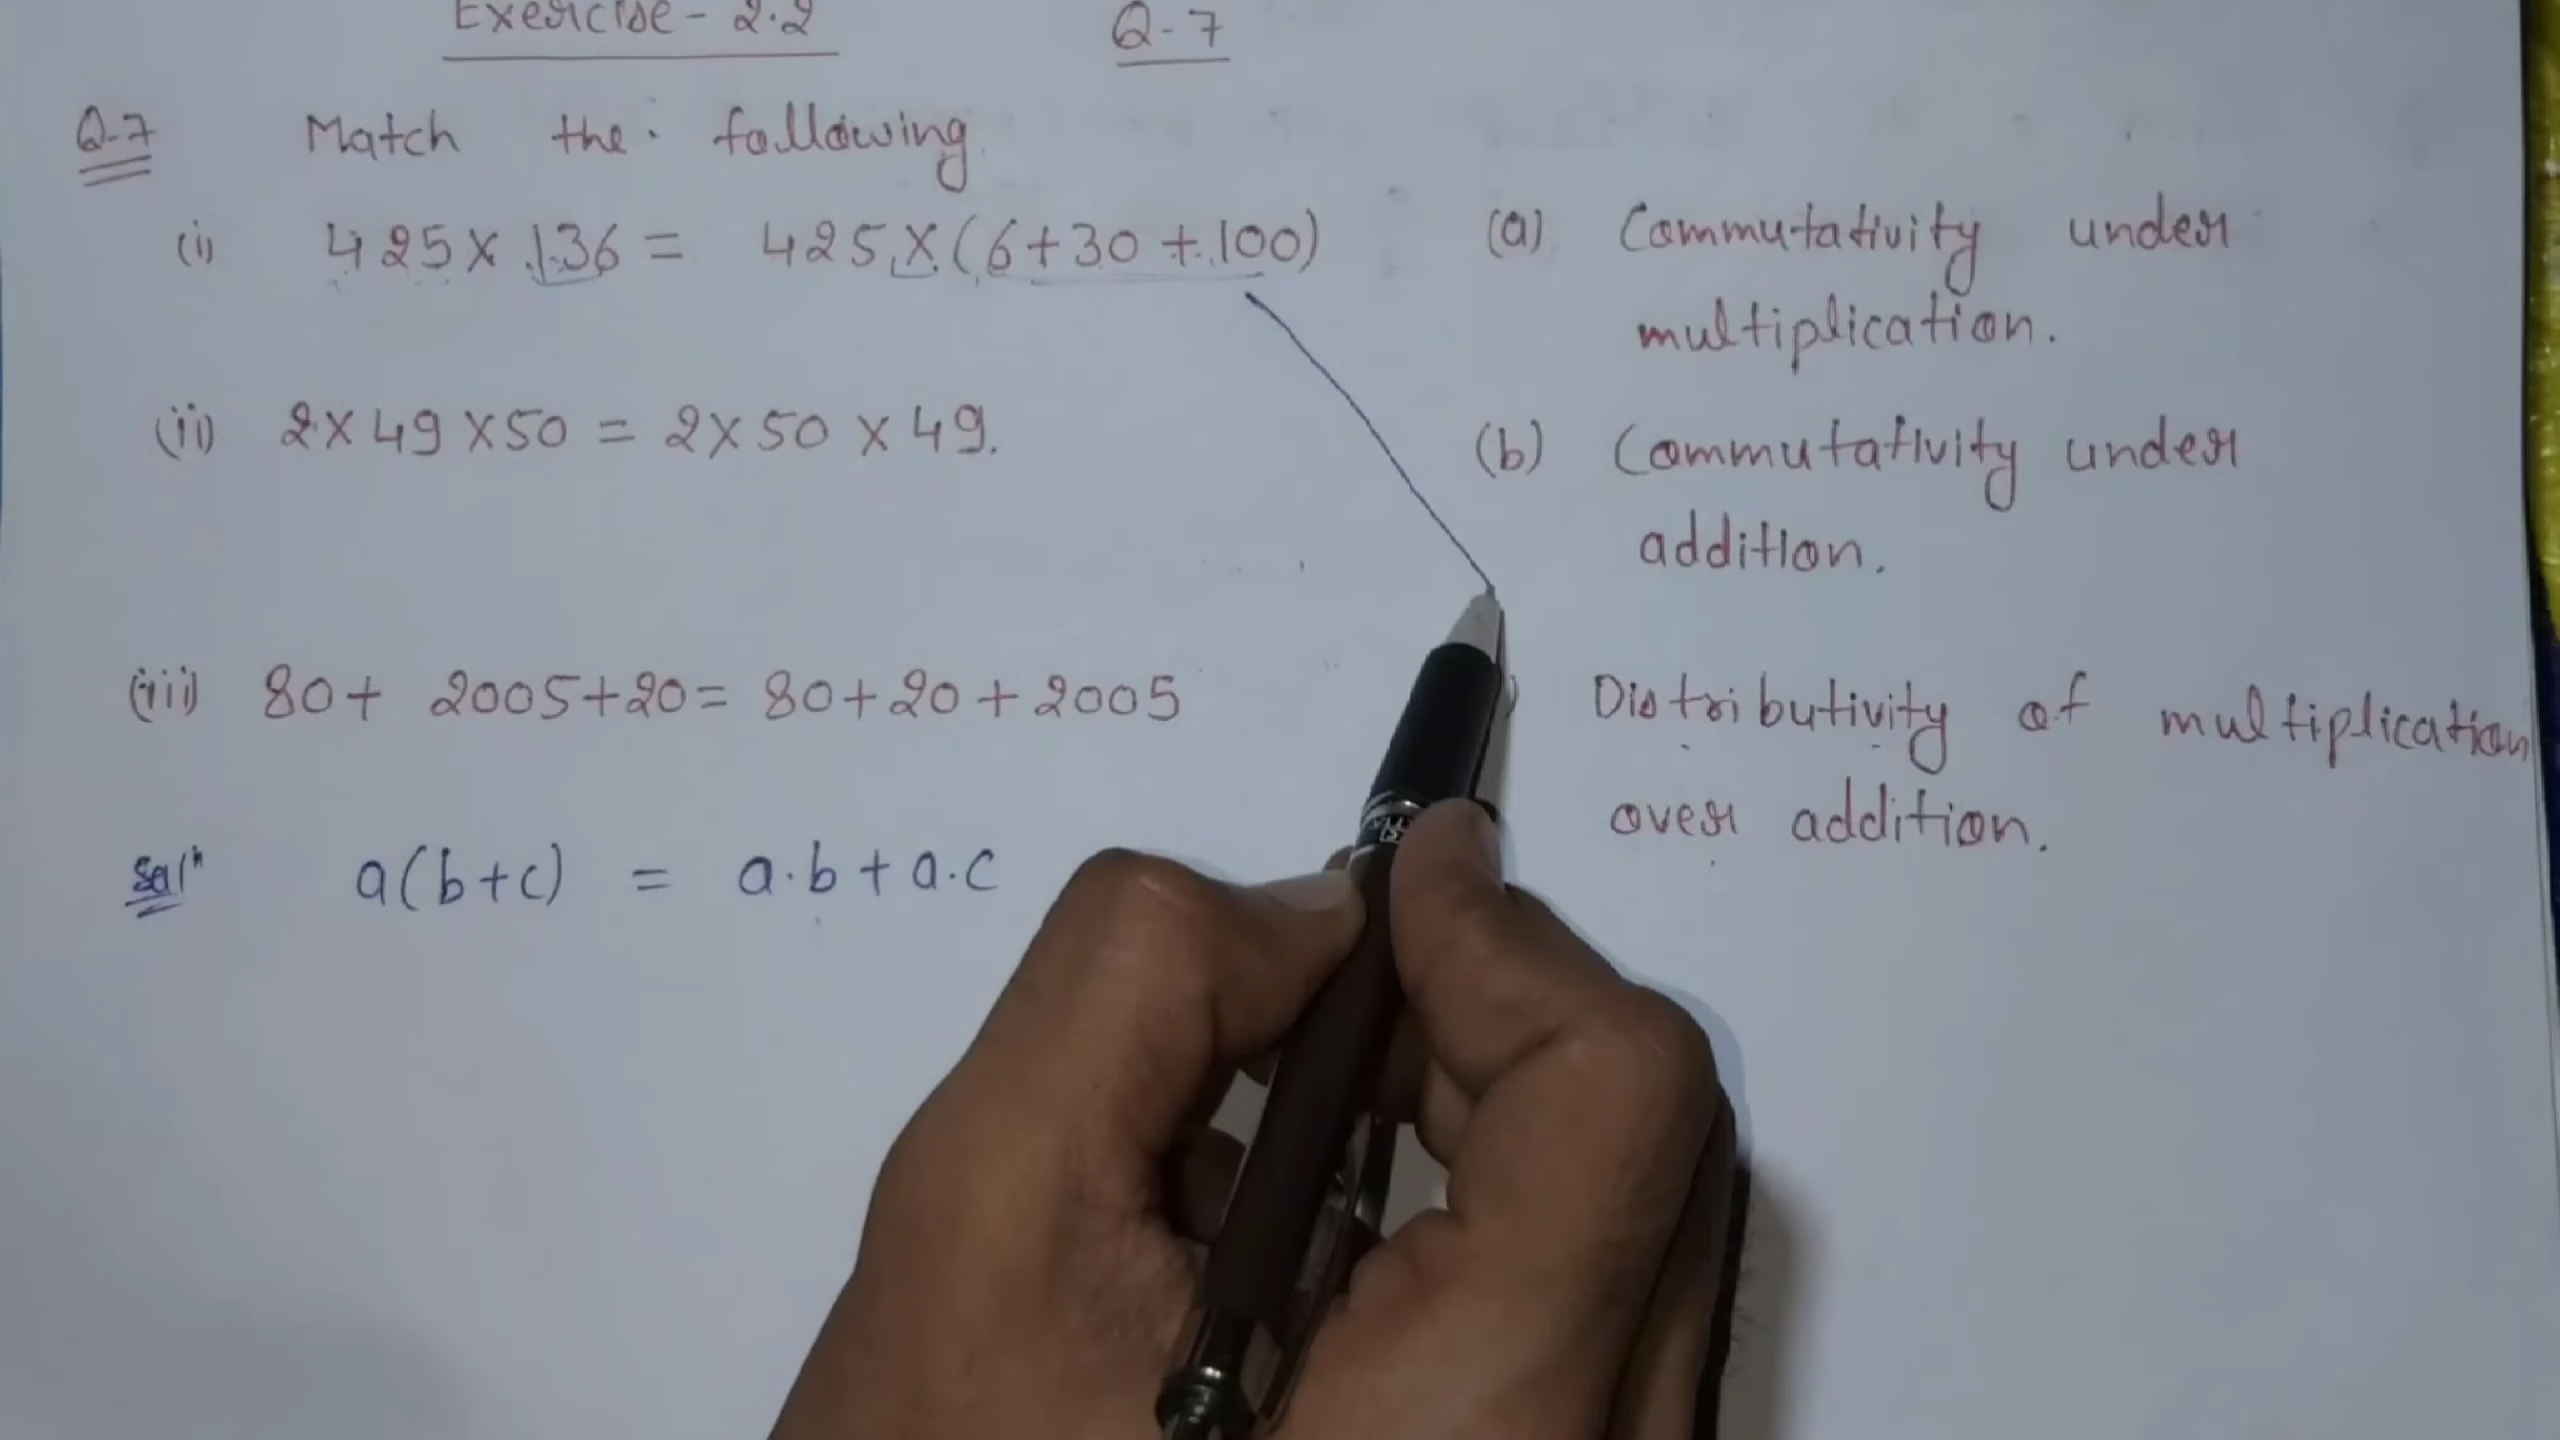 Exercise - 2.2 Q-7
Q-7 Match the following
(i) 425 × 136 = 425 × (6+30+100) (a) Commutativity under
multiplication.
(ii) 2×49×50 = 2×50×49. (b) Commutativity under
addition.
(iii) 80+ 2005+20= 80+20+2005 ) Distributivity of multiplication
over addition.
Solⁿ a(b+c) = a.b+a.c